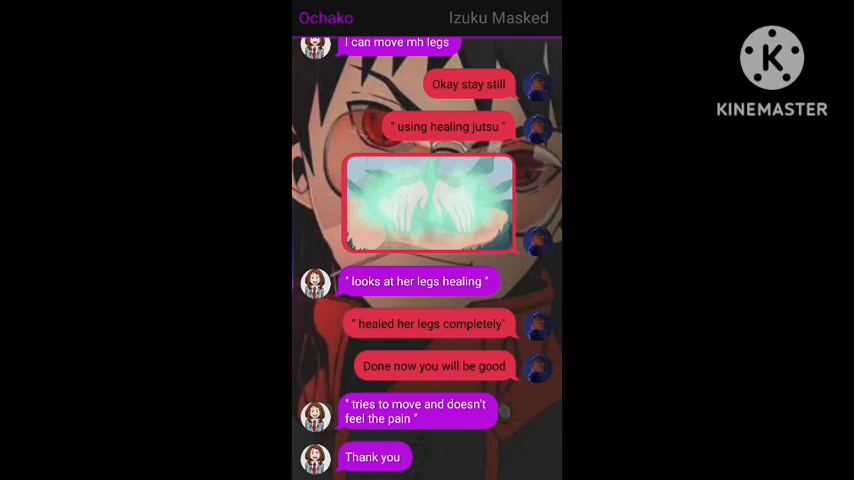 Ochako
Izuku Masked
I can move mh legs
Okay stay still
" using healing jutsu "
" looks at her legs healing "
" healed her legs completely"
Done now you will be good
" tries to move and doesn't
feel the pain "
Thank you
K
KINEMASTER